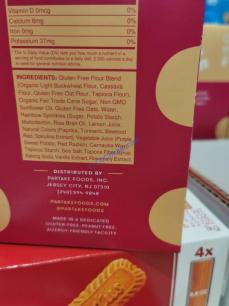 Vitamin D 0mcg 0%
Calcium 8mg 0%
Iron 0mg 0%
Potassium 37mg 0%
*The % Daily Value (DV) tells you how much a nutrient in a
serving of food contributes to a daily diet. 2,000 calories a day
is used for general nutrition advice.
INGREDIENTS: Gluten Free Flour Blend
(Organic Light Buckwheat Flour, Cassava
Flour, Gluten Free Oat Flour, Tapioca Flour),
Organic Fair Trade Cane Sugar, Non GMO
Sunflower Oil, Gluten Free Oats, Water,
Rainbow Sprinkles (Sugar, Potato Starch,
Maltodextrin, Rice Bran Oil, Lemon Juice
Natural Colors [Paprika, Turmeric, Beetroot
Red, Spirulina Extract], Vegetable Juice [Purple
Sweet Potato, Red Radish], Carnauba Wax),
Tapioca Starch, Sea Salt, Tapioca Fiber
Baking Soda, Vanilla Extract, Rosemary Extract
DISTRIBUTED BY
PARTAKE FOODS, INC.
JERSEY CITY, NJ 07310
PARTAKEFOODS.COM
@PARTAKEFOODS
MADE IN A DEDICATED
GLUTEN-FREE, PEANUT-FREE,
ALLERGY-FRIENDLY FACILITY
4x